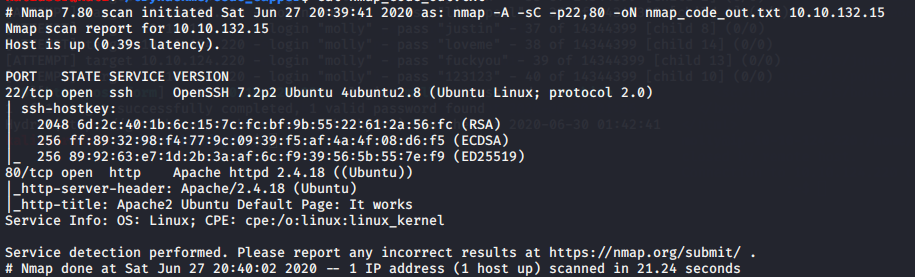 # Nmap 7.80 scan initiated Sat Jun 27 20:39:41 2020 as: nmap -A -sC -p22,80 -oN nmap_code_out.txt 10.10.132.15
Nmap scan report for 10.10.132.15
Host is up (0.39s latency).
PORT   STATE SERVICE VERSION
22/tcp open  ssh     OpenSSH 7.2p2 Ubuntu 4ubuntu2.8 (Ubuntu Linux; protocol 2.0)
| ssh-hostkey:
|   2048 6d:2c:40:1b:6c:15:7c:fc:bf:9b:55:22:61:2a:56:fc (RSA)
|   256 ff:89:32:98:f4:77:9c:09:39:f5:af:4a:4f:08:d6:f5 (ECDSA)
|_  256 89:92:63:e7:1d:2b:3a:af:6c:f9:39:56:5b:55:7e:f9 (ED25519)
80/tcp open  http    Apache httpd 2.4.18 ((Ubuntu))
|_http-server-header: Apache/2.4.18 (Ubuntu)
|_http-title: Apache2 Ubuntu Default Page: It works
Service Info: OS: Linux; CPE: cpe:/o:linux:linux_kernel
Service detection performed. Please report any incorrect results at https://nmap.org/submit/ .
# Nmap done at Sat Jun 27 20:40:02 2020 -- 1 IP address (1 host up) scanned in 21.24 seconds